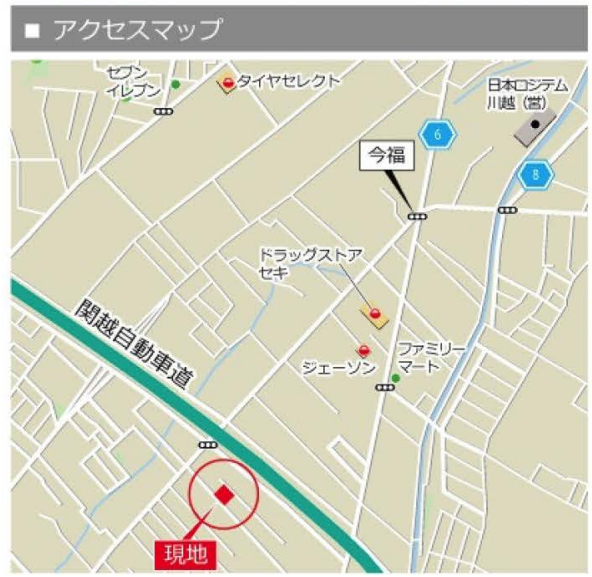 ■ アクセスマップ
セブン
イレブン
タイヤセレクト
日本ロジテム
川越（営）
6
今福
8
ドラッグストア
セキ
関越自動車道
ジェーソン
ファミリー
マート
現地